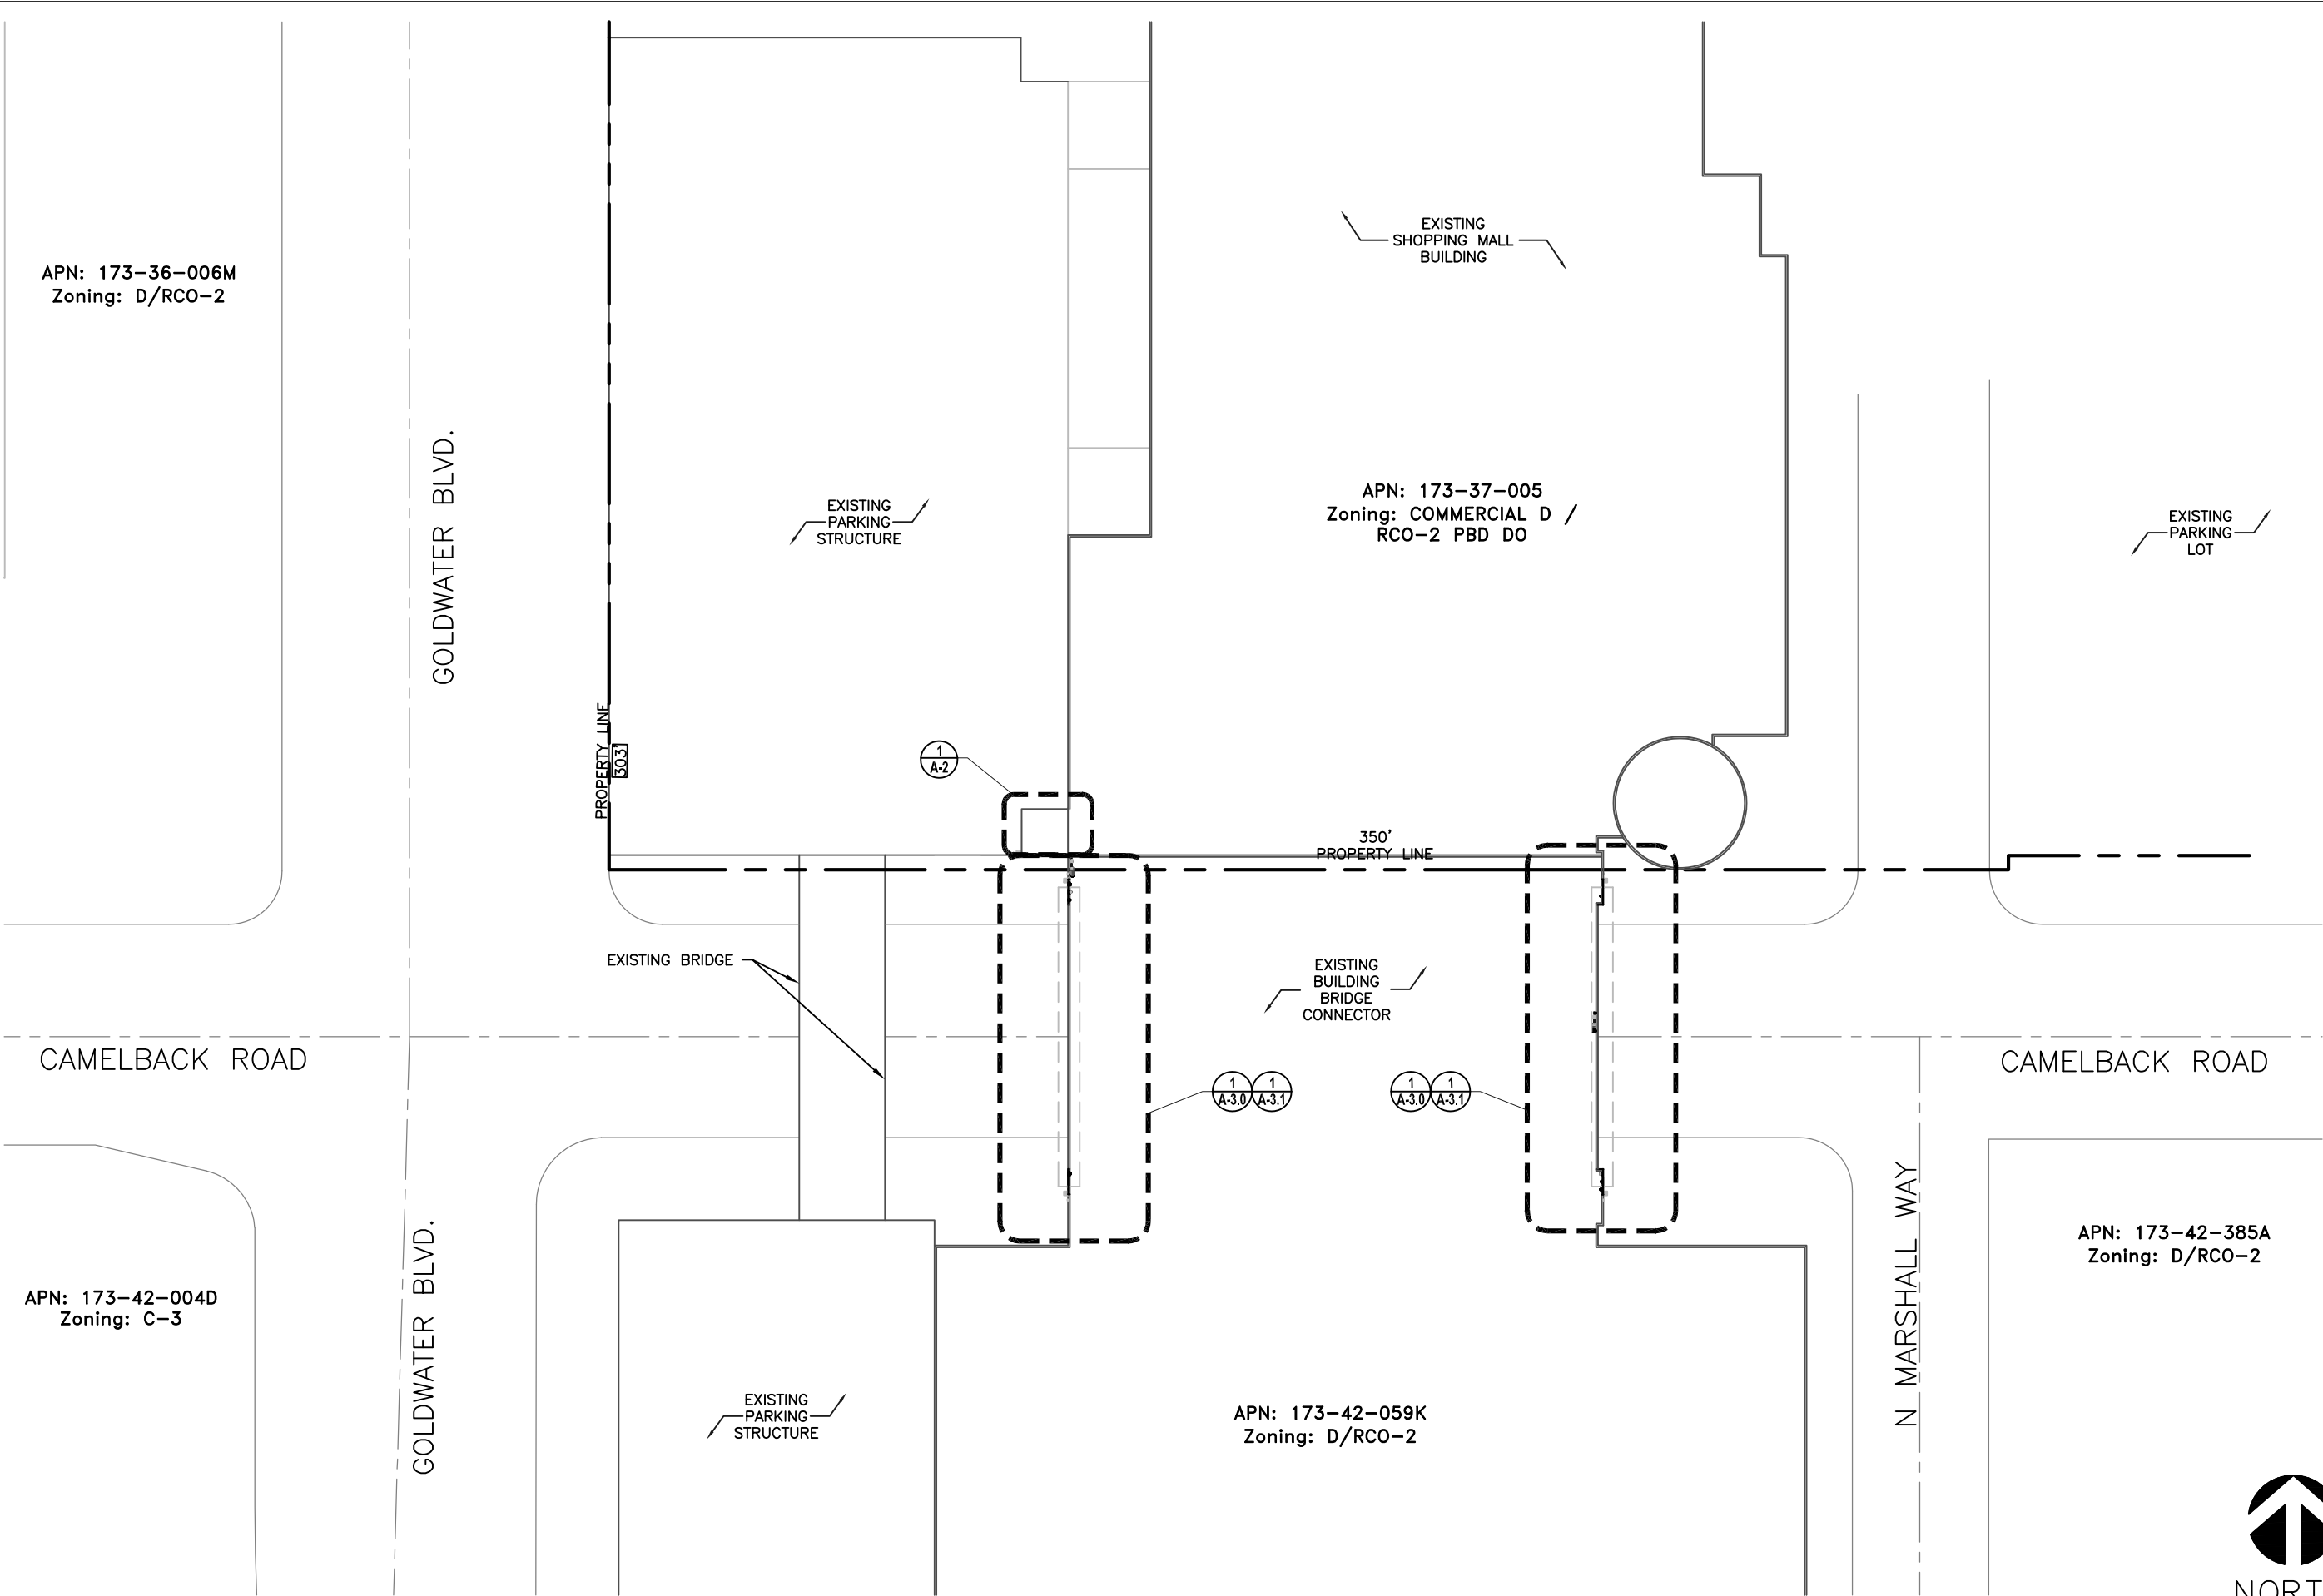 EXISTING
SHOPPING MALL
BUILDING
APN: 173-36-006M
Zoning: D/RCO-2
GOLDWATER BLVD.
EXISTING
PARKING
STRUCTURE
APN: 173-37-005
Zoning: COMMERCIAL D /
RCO-2 PBD DO
EXISTING
PARKING
LOT
PROPERTY LINE
303'
1
A-2
350'
PROPERTY LINE
EXISTING BRIDGE
EXISTING
BUILDING
BRIDGE
CONNECTOR
CAMELBACK ROAD
1
A-3.0
1
A-3.1
1
A-3.0
1
A-3.1
CAMELBACK ROAD
GOLDWATER BLVD.
N MARSHALL WAY
APN: 173-42-385A
Zoning: D/RCO-2
APN: 173-42-004D
Zoning: C-3
EXISTING
PARKING
STRUCTURE
APN: 173-42-059K
Zoning: D/RCO-2